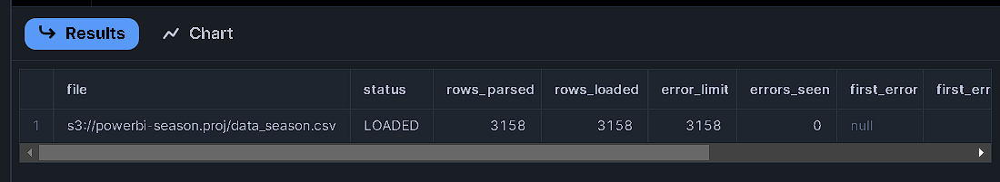 Results Chart
file status rows_parsed rows_loaded error_limit errors_seen first_error first_err
1 s3://powerbi-season.proj/data_season.csv LOADED 3158 3158 3158 0 null